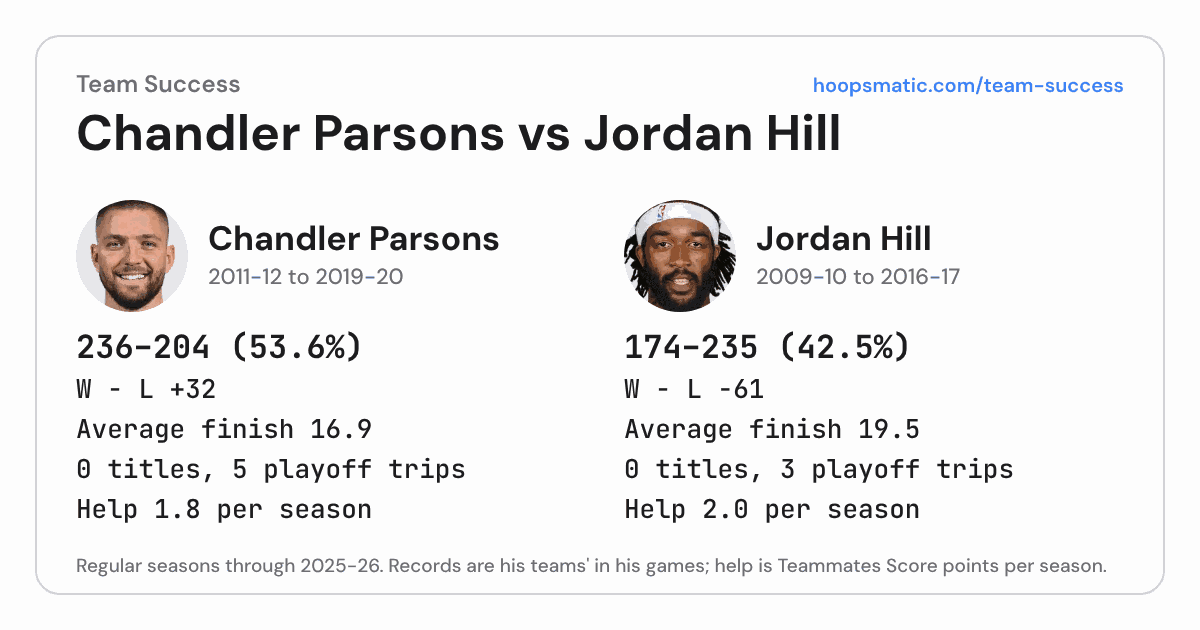 Team Success
hoopsmatic.com/team-success
Chandler Parsons vs Jordan Hill
Chandler Parsons
2011-12 to 2019-20
236-204 (53.6%)
W - L +32
Average finish 16.9
0 titles, 5 playoff trips
Help 1.8 per season
Jordan Hill
2009-10 to 2016-17
174-235 (42.5%)
W - L -61
Average finish 19.5
0 titles, 3 playoff trips
Help 2.0 per season
Regular seasons through 2025-26. Records are his teams' in his games; help is Teammates Score points per season.